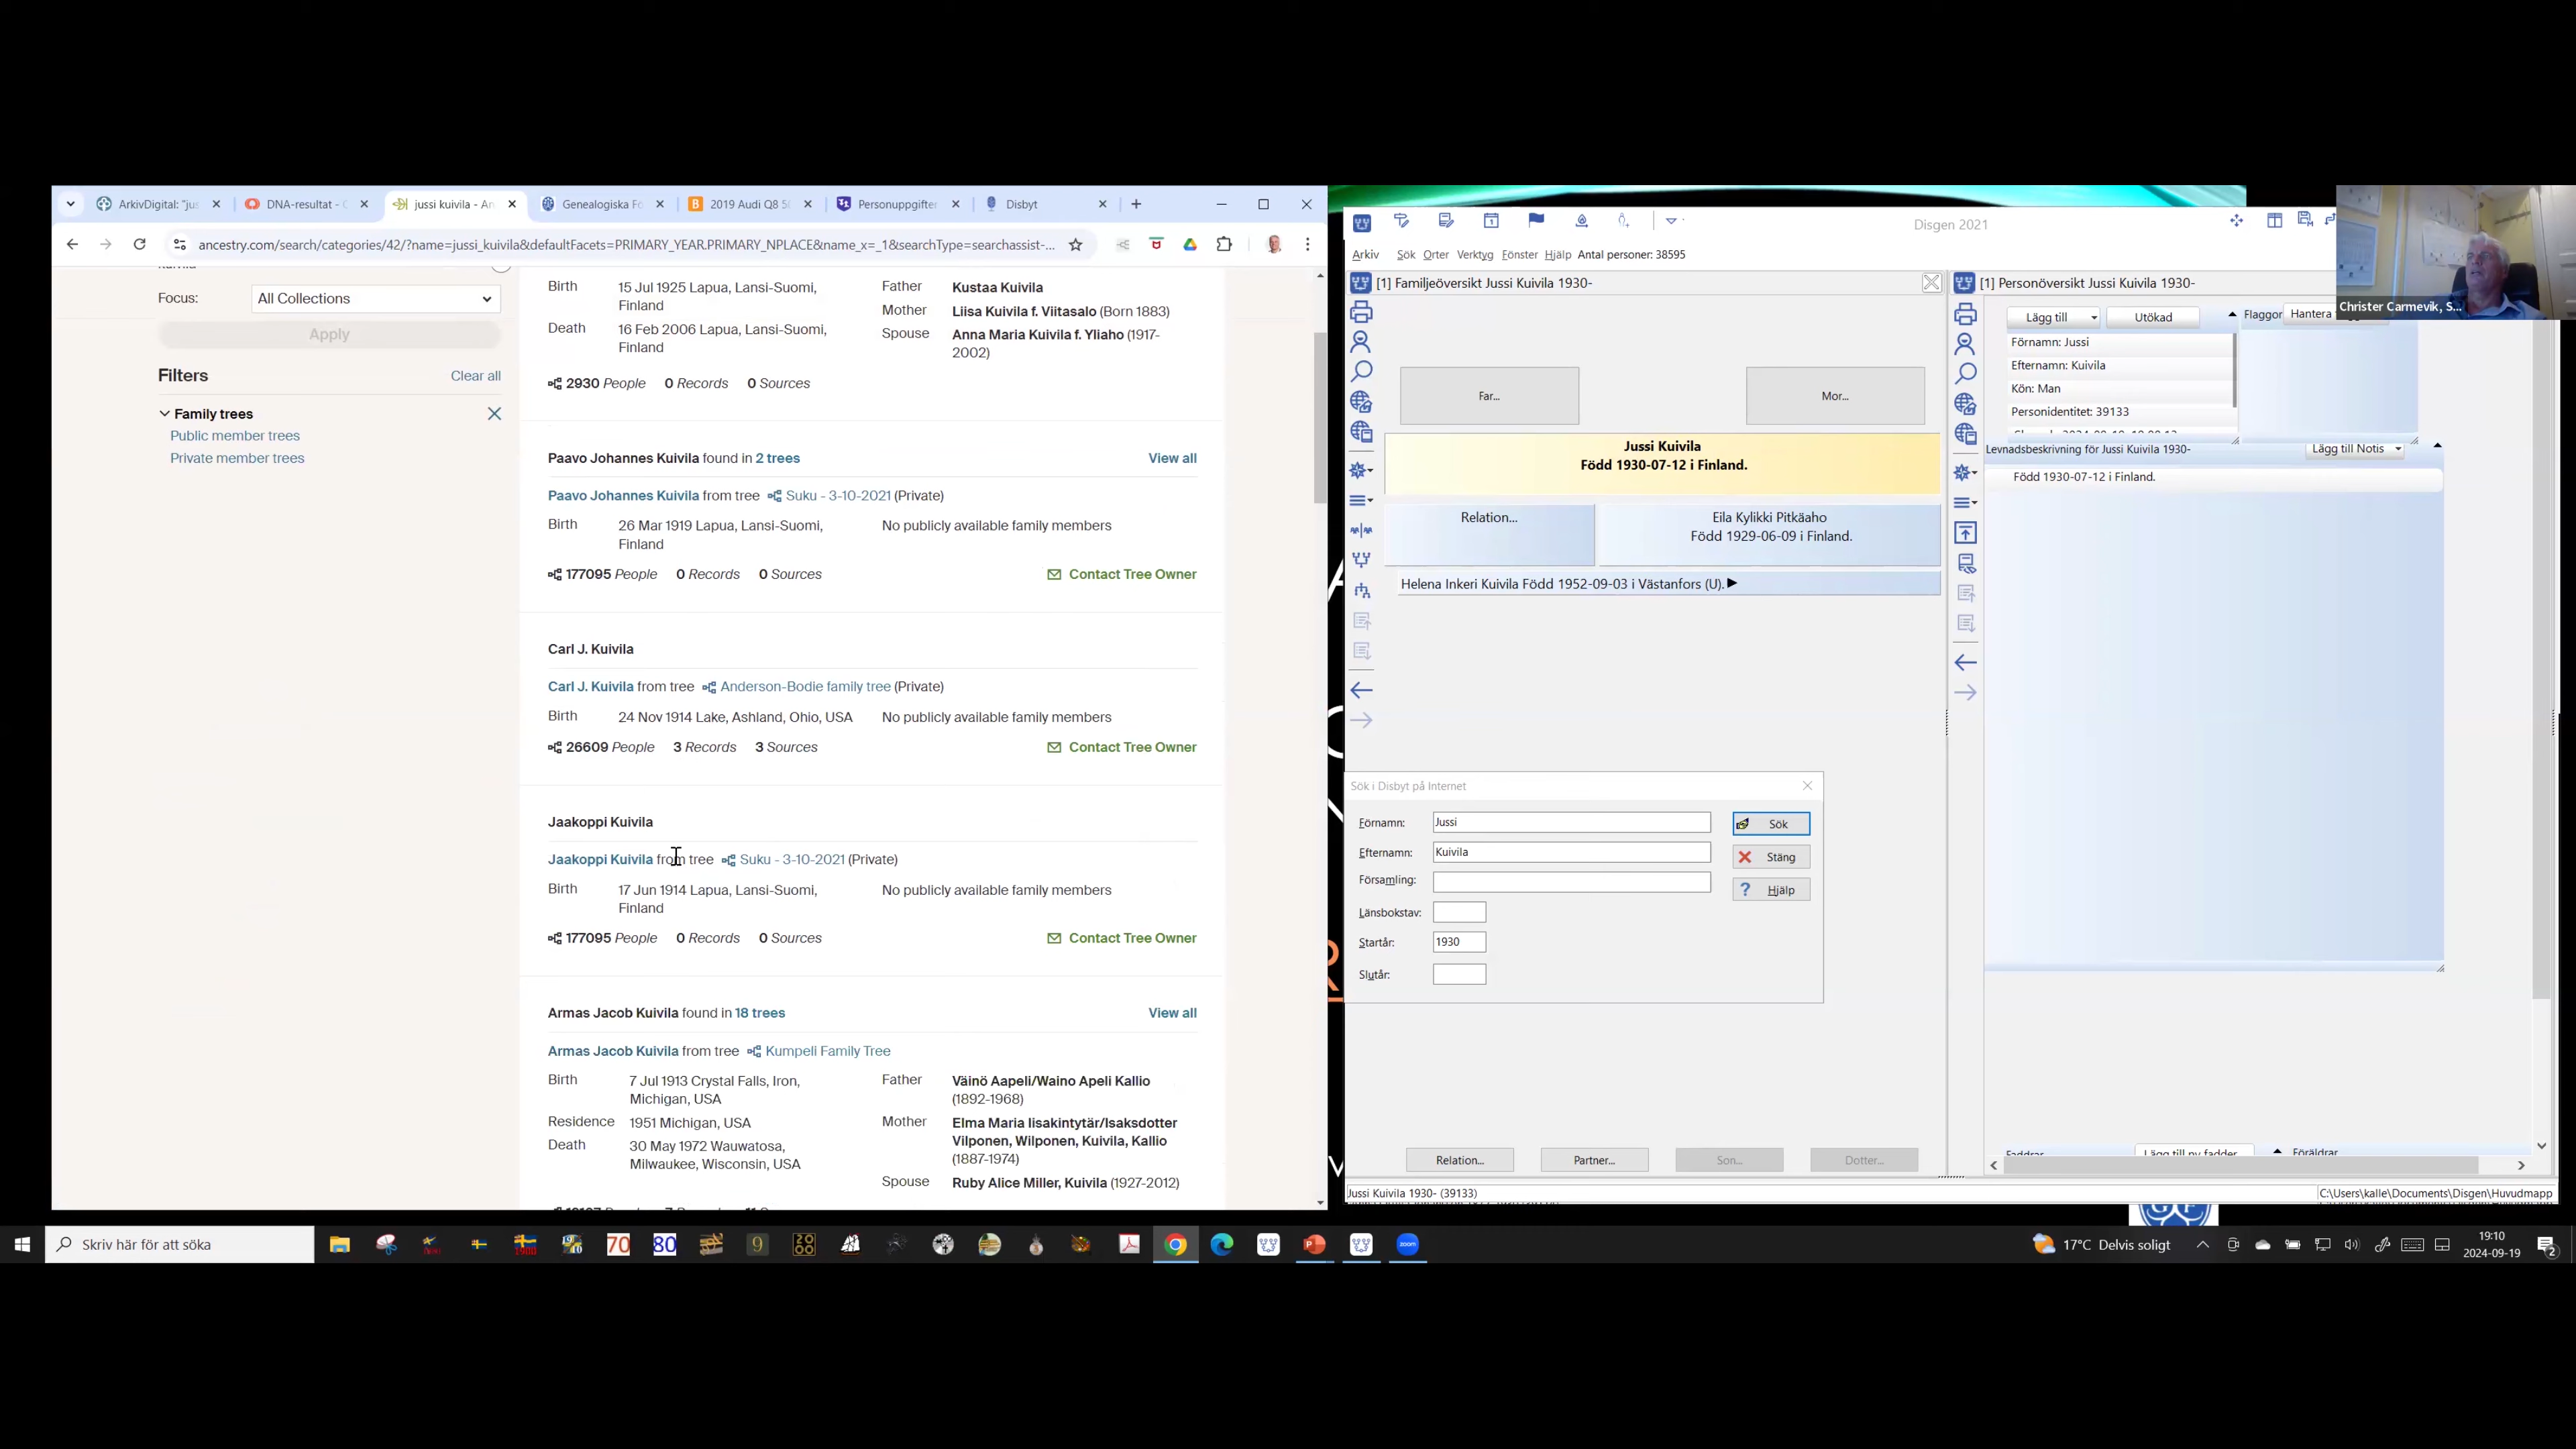 ArkivDigital: "jus
DNA-resultat - G
jussi kuivila - An
Genealogiska Fö
2019 Audi Q8 5
Personuppgifter
Disbyt
ancestry.com/search/categories/42/?name=jussi_kuivila&defaultFacets=PRIMARY_YEAR.PRIMARY_NPLACE&name_x=_1&searchType=searchassist-...
Focus:
All Collections
Apply
Filters
Clear all
Family trees
Public member trees
Private member trees
Birth
15 Jul 1925 Lapua, Lansi-Suomi,
Finland
Death
16 Feb 2006 Lapua, Lansi-Suomi,
Finland
Father
Kustaa Kuivila
Mother
Liisa Kuivila f. Viitasalo (Born 1883)
Spouse
Anna Maria Kuivila f. Yliaho (1917-
2002)
2930 People 0 Records 0 Sources
Paavo Johannes Kuivila found in 2 trees
View all
Paavo Johannes Kuivila from tree Suku - 3-10-2021 (Private)
Birth
26 Mar 1919 Lapua, Lansi-Suomi,
Finland
No publicly available family members
177095 People 0 Records 0 Sources
Contact Tree Owner
Carl J. Kuivila
Carl J. Kuivila from tree Anderson-Bodie family tree (Private)
Birth
24 Nov 1914 Lake, Ashland, Ohio, USA
No publicly available family members
26609 People 3 Records 3 Sources
Contact Tree Owner
Jaakoppi Kuivila
Jaakoppi Kuivila from tree Suku - 3-10-2021 (Private)
Birth
17 Jun 1914 Lapua, Lansi-Suomi,
Finland
No publicly available family members
177095 People 0 Records 0 Sources
Contact Tree Owner
Armas Jacob Kuivila found in 18 trees
View all
Armas Jacob Kuivila from tree Kumpeli Family Tree
Birth
7 Jul 1913 Crystal Falls, Iron,
Michigan, USA
Residence
1951 Michigan, USA
Death
30 May 1972 Wauwatosa,
Milwaukee, Wisconsin, USA
Father
Väinö Aapeli/Waino Apeli Kallio
(1892-1968)
Mother
Elma Maria Iisakintytär/Isaksdotter
Vilponen, Wilponen, Kuivila, Kallio
(1887-1974)
Spouse
Ruby Alice Miller, Kuivila (1927-2012)
Disgen 2021
Arkiv Sök Orter Verktyg Fönster Hjälp Antal personer: 38595
[1] Familjeöversikt Jussi Kuivila 1930-
Far...
Mor...
Jussi Kuivila
Född 1930-07-12 i Finland.
Relation...
Eila Kylikki Pitkäaho
Född 1929-06-09 i Finland.
Helena Inkeri Kuivila Född 1952-09-03 i Västanfors (U).
Sök i Disbyt på Internet
Förnamn:
Jussi
Sök
Efternamn:
Kuivila
Stäng
Församling:
Hjälp
Länsbokstav:
Startår:
1930
Slutår:
Relation...
Partner...
Son...
Dotter...
Jussi Kuivila 1930- (39133)
[1] Personöversikt Jussi Kuivila 1930-
Lägg till
Utökad
Flaggor
Hantera
Förnamn: Jussi
Efternamn: Kuivila
Kön: Man
Personidentitet: 39133
Levnadsbeskrivning för Jussi Kuivila 1930-
Lägg till Notis
Född 1930-07-12 i Finland.
Faddrar
Lägg till ny fadder
Föräldrar
C:\Users\kalle\Documents\Disgen\Huvudmapp
Christer Carmevik, S...
Skriv här för att söka
70
80
9
zoom
17°C Delvis soligt
19:10
2024-09-19
2